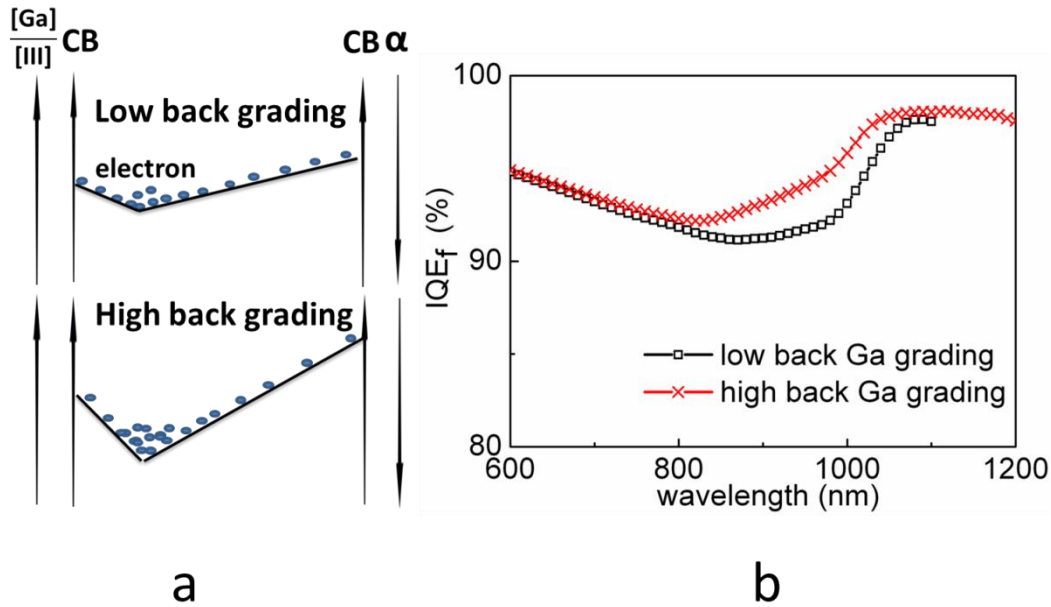 [Ga]
[III]
CB
CB α
Low back grading
electron
High back grading
a
100
90
80
IQEf (%)
600 800 1000 1200
wavelength (nm)
low back Ga grading
high back Ga grading
b